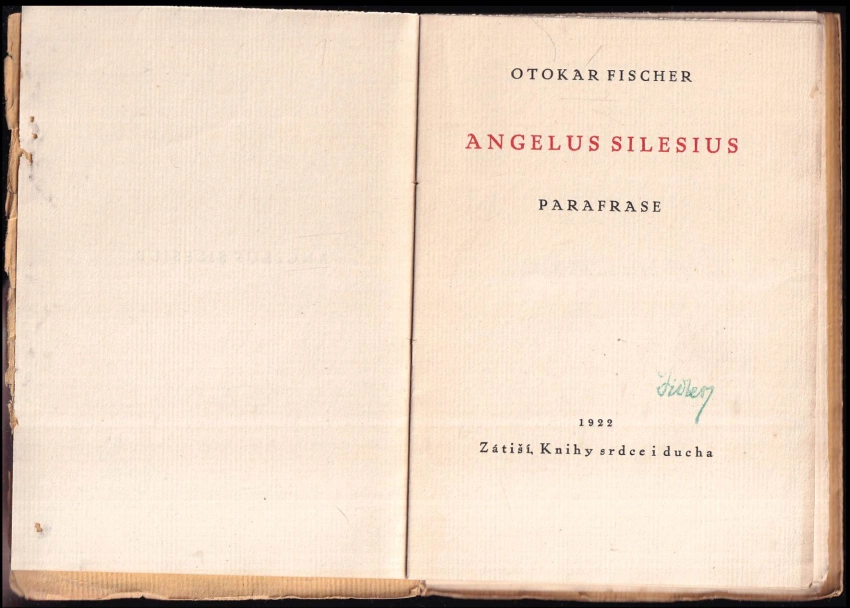 OTOKAR FISCHER
ANGELUS SILESIUS
PARAFRASE
1922
Zátiší, Knihy srdce i ducha